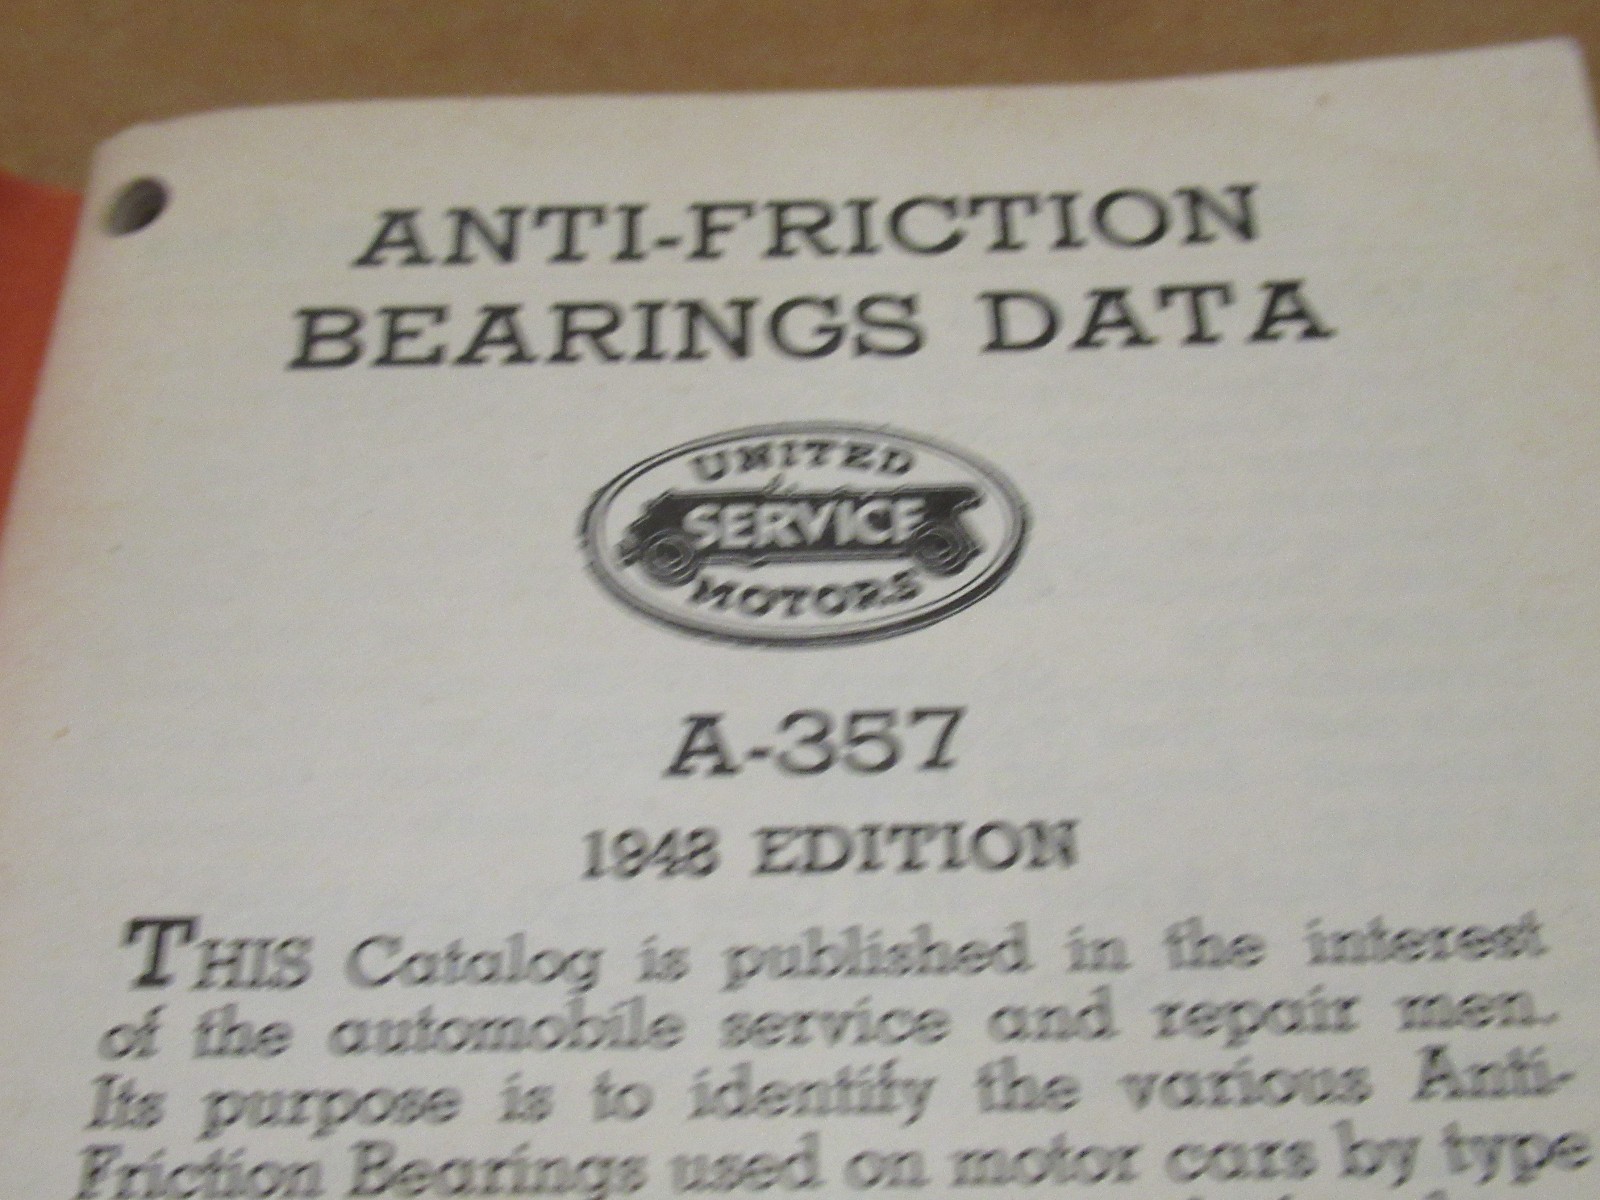 ANTI-FRICTION
BEARINGS DATA
UNITED
SERVICE
MOTORS
A-357
1948 EDITION
THIS Catalog is published in the interest
of the automobile service and repair men.
Its purpose is to identify the various Anti-
Friction Bearings used on motor cars by type